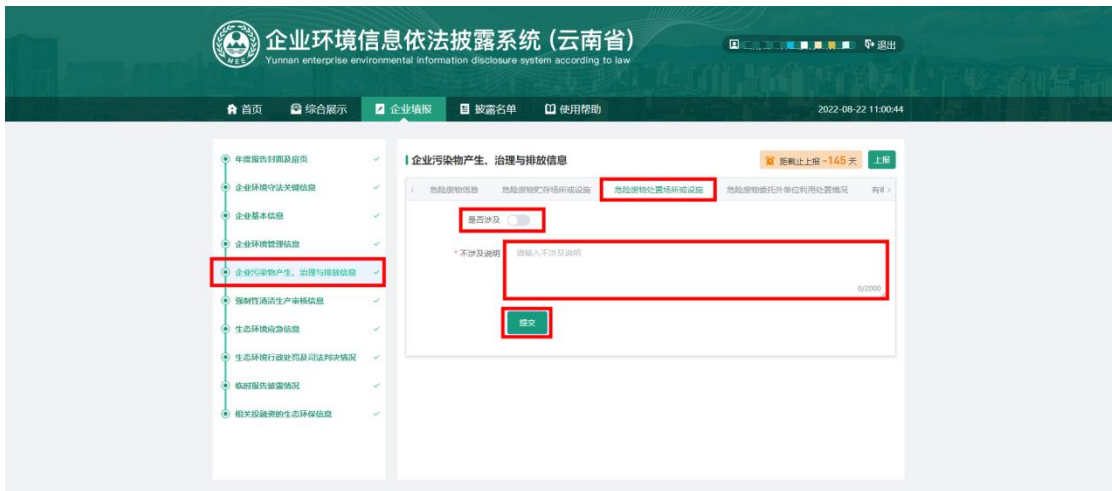 企业环境信息依法披露系统 (云南省)
Yunnan enterprise environmental information disclosure system according to law
MEE
退出
首页 综合展示 企业填报 披露名单 使用帮助 2022-08-22 11:00:44
年度报告封面及扉页
企业环境守法关键信息
企业基本信息
企业环境管理信息
企业污染物产生、治理与排放信息
强制性清洁生产审核信息
生态环境应急信息
生态环境行政处罚及司法判决情况
临时报告披露情况
相关投融资的生态环保信息
企业污染物产生、治理与排放信息 距截止上报 -145 天 上报
危险废物信息 危险废物贮存场所或设施 危险废物处置场所或设施 危险废物委托外单位利用处置情况
是否涉及
* 不涉及说明 请输入不涉及说明
0/2000
提交